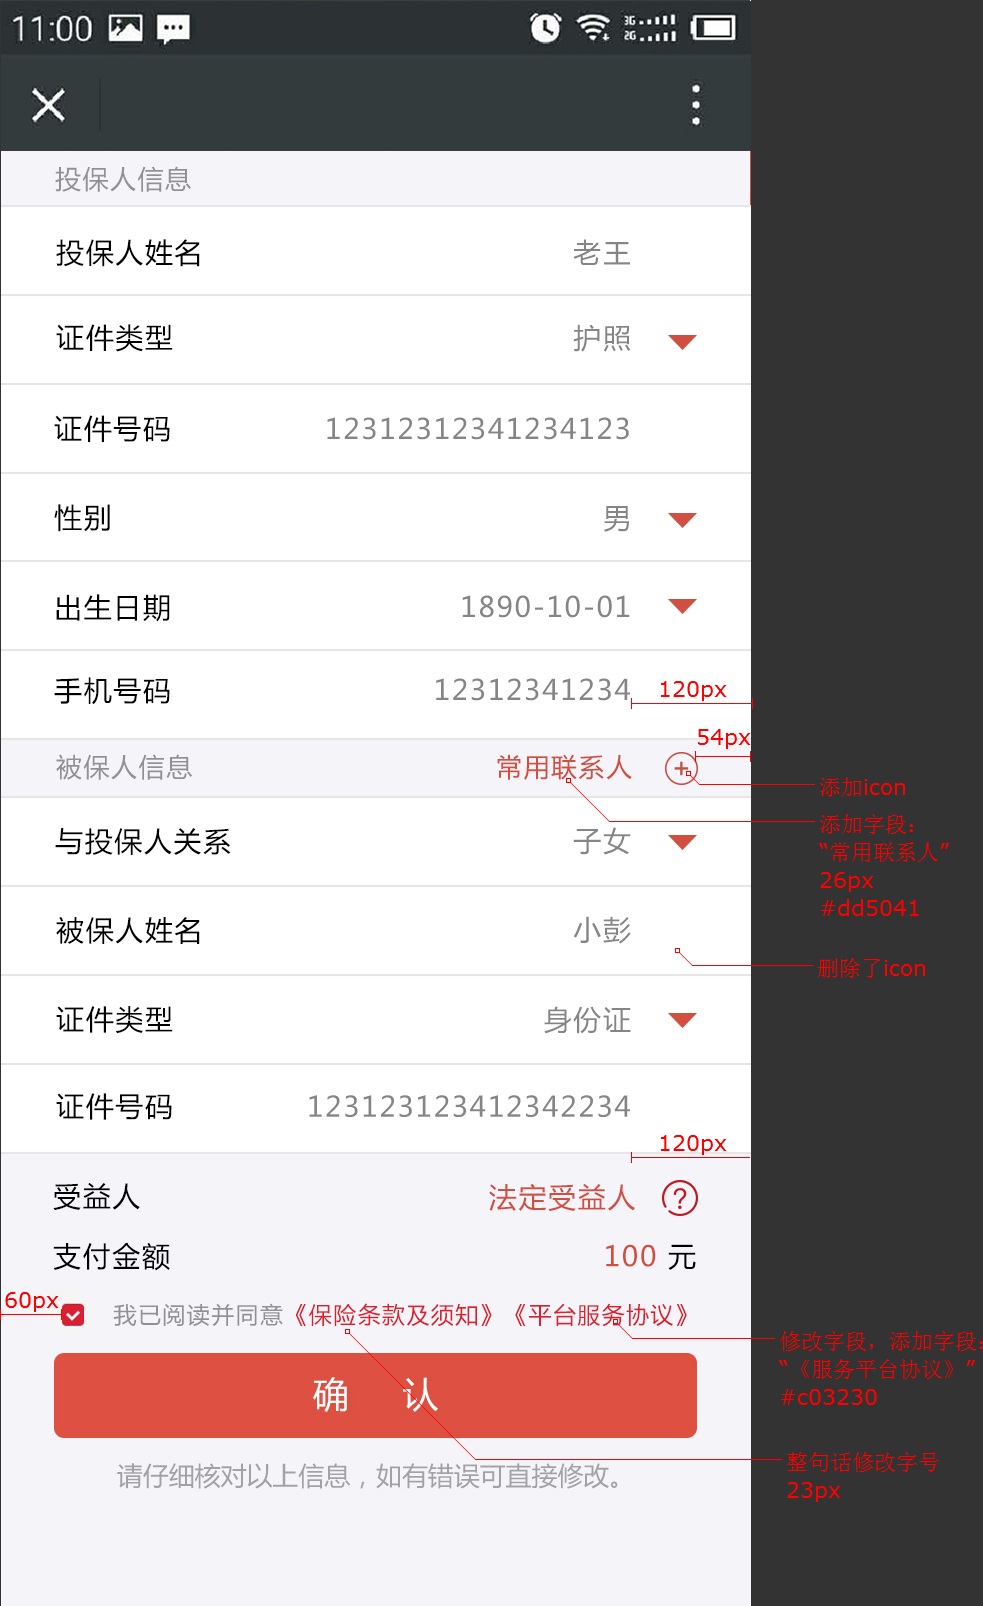 11:00
3G
2G
投保人信息
投保人姓名 老王
证件类型 护照
证件号码 12312312341234123
性别 男
出生日期 1890-10-01
手机号码 12312341234
120px
54px
被保人信息 常用联系人
添加icon
添加字段：
“常用联系人”
26px
#dd5041
与投保人关系 子女
被保人姓名 小彭
删除了icon
证件类型 身份证
证件号码 123123123412342234
120px
受益人 法定受益人 ?
支付金额 100 元
60px
我已阅读并同意《保险条款及须知》《平台服务协议》
修改字段，添加字段：
“《服务平台协议》”
#c03230
确 认
整句话修改字号
23px
请仔细核对以上信息，如有错误可直接修改。